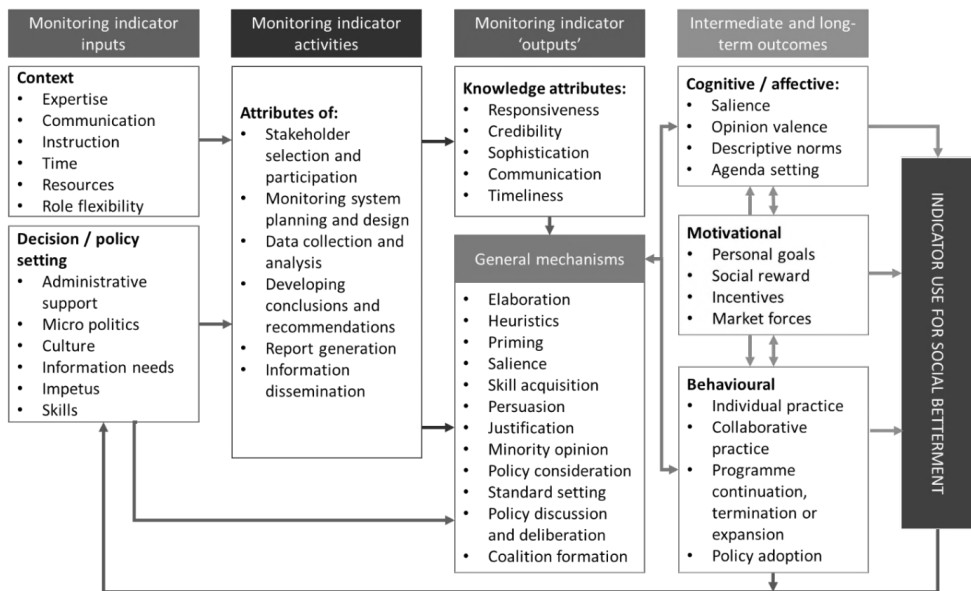 Monitoring indicator
inputs
Context
• Expertise
• Communication
• Instruction
• Time
• Resources
• Role flexibility
Decision / policy
setting
• Administrative
support
• Micro politics
• Culture
• Information needs
• Impetus
• Skills
Monitoring indicator
activities
Attributes of:
• Stakeholder
selection and
participation
• Monitoring system
planning and design
• Data collection and
analysis
• Developing
conclusions and
recommendations
• Report generation
• Information
dissemination
Monitoring indicator
‘outputs’
Knowledge attributes:
• Responsiveness
• Credibility
• Sophistication
• Communication
• Timeliness
General mechanisms
• Elaboration
• Heuristics
• Priming
• Salience
• Skill acquisition
• Persuasion
• Justification
• Minority opinion
• Policy consideration
• Standard setting
• Policy discussion
and deliberation
• Coalition formation
Intermediate and long-
term outcomes
Cognitive / affective:
• Salience
• Opinion valence
• Descriptive norms
• Agenda setting
Motivational
• Personal goals
• Social reward
• Incentives
• Market forces
Behavioural
• Individual practice
• Collaborative
practice
• Programme
continuation,
termination or
expansion
• Policy adoption
INDICATOR USE FOR SOCIAL BETTERMENT